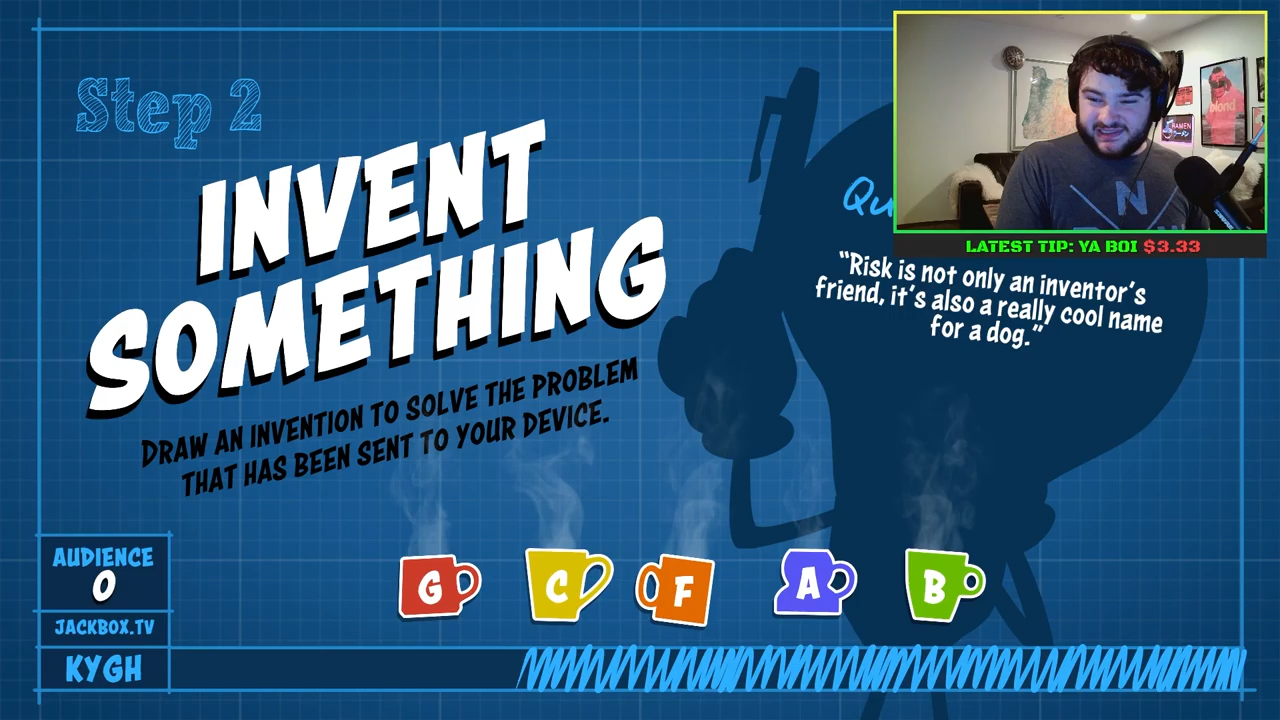 Step 2
INVENT
SOMETHING
DRAW AN INVENTION TO SOLVE THE PROBLEM
THAT HAS BEEN SENT TO YOUR DEVICE.
"Risk is not only an inventor's
friend, it's also a really cool name
for a dog."
LATEST TIP: YA BOI $3.33
blond
RAMEN
N
G
C
F
A
B
AUDIENCE
0
JACKBOX.TV
KYGH